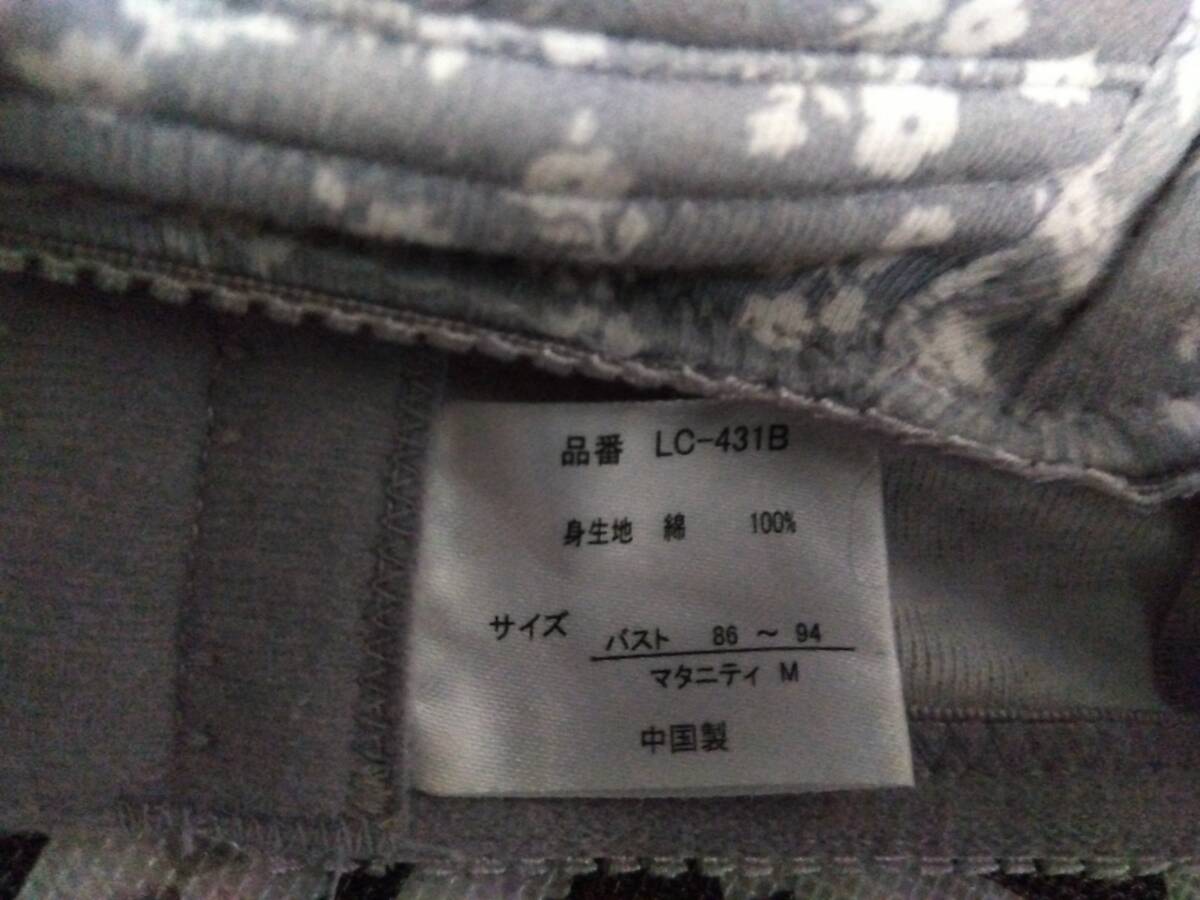 品番 LC-431B
身生地 綿 100%
サイズ バスト 86 ～ 94
マタニティ M
中国製